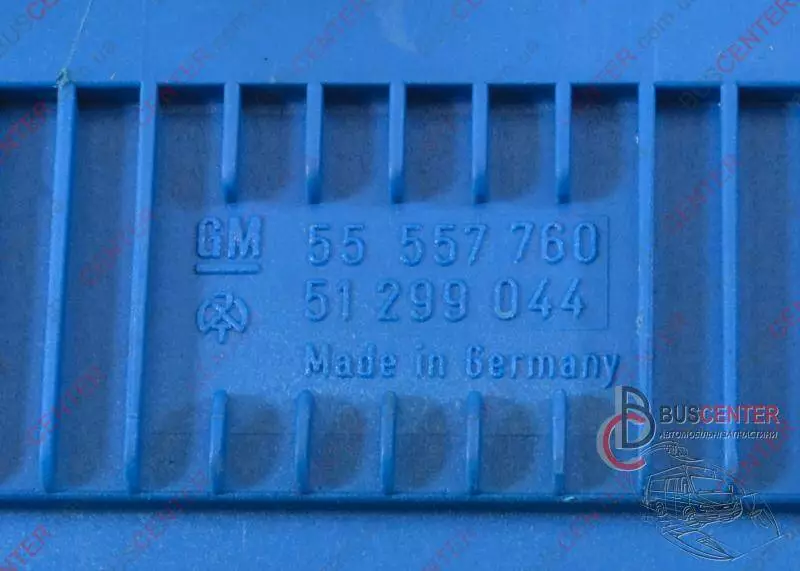 GM 55 557 760
51 299 044
Made in Germany
BUSCENTER
АВТОМОБІЛЬНІ ЗАПЧАСТИНИ